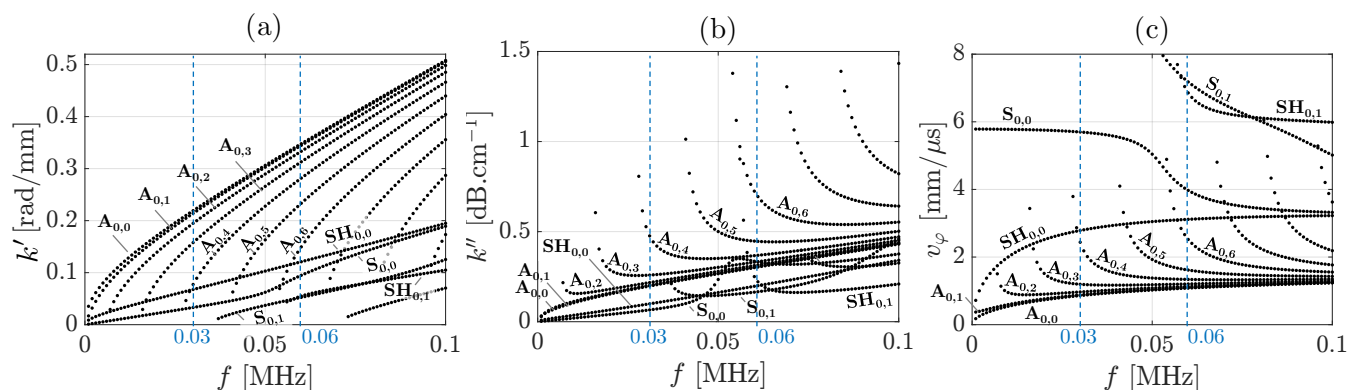 (a)
0.5
0.4
0.3
0.2
0.1
0
k′ [rad/mm]
A0,3
A0,2
A0,1
A0,0
A0,4
A0,5
A0,6
SH0,0
S0,0
SH0,1
S0,1
0 0.03 0.05 0.06 0.1
f [MHz]
(b)
1.5
1
0.5
0
k″ [dB.cm⁻¹]
A0,6
A0,5
A0,4
SH0,0
A0,3
A0,2
A0,1
A0,0
SH0,1
S0,0
S0,1
0 0.03 0.05 0.06 0.1
f [MHz]
(c)
8
6
4
2
0
vφ [mm/μs]
S0,1
SH0,1
S0,0
SH0,0
A0,6
A0,5
A0,4
A0,3
A0,2
A0,1
A0,0
0 0.03 0.05 0.06 0.1
f [MHz]